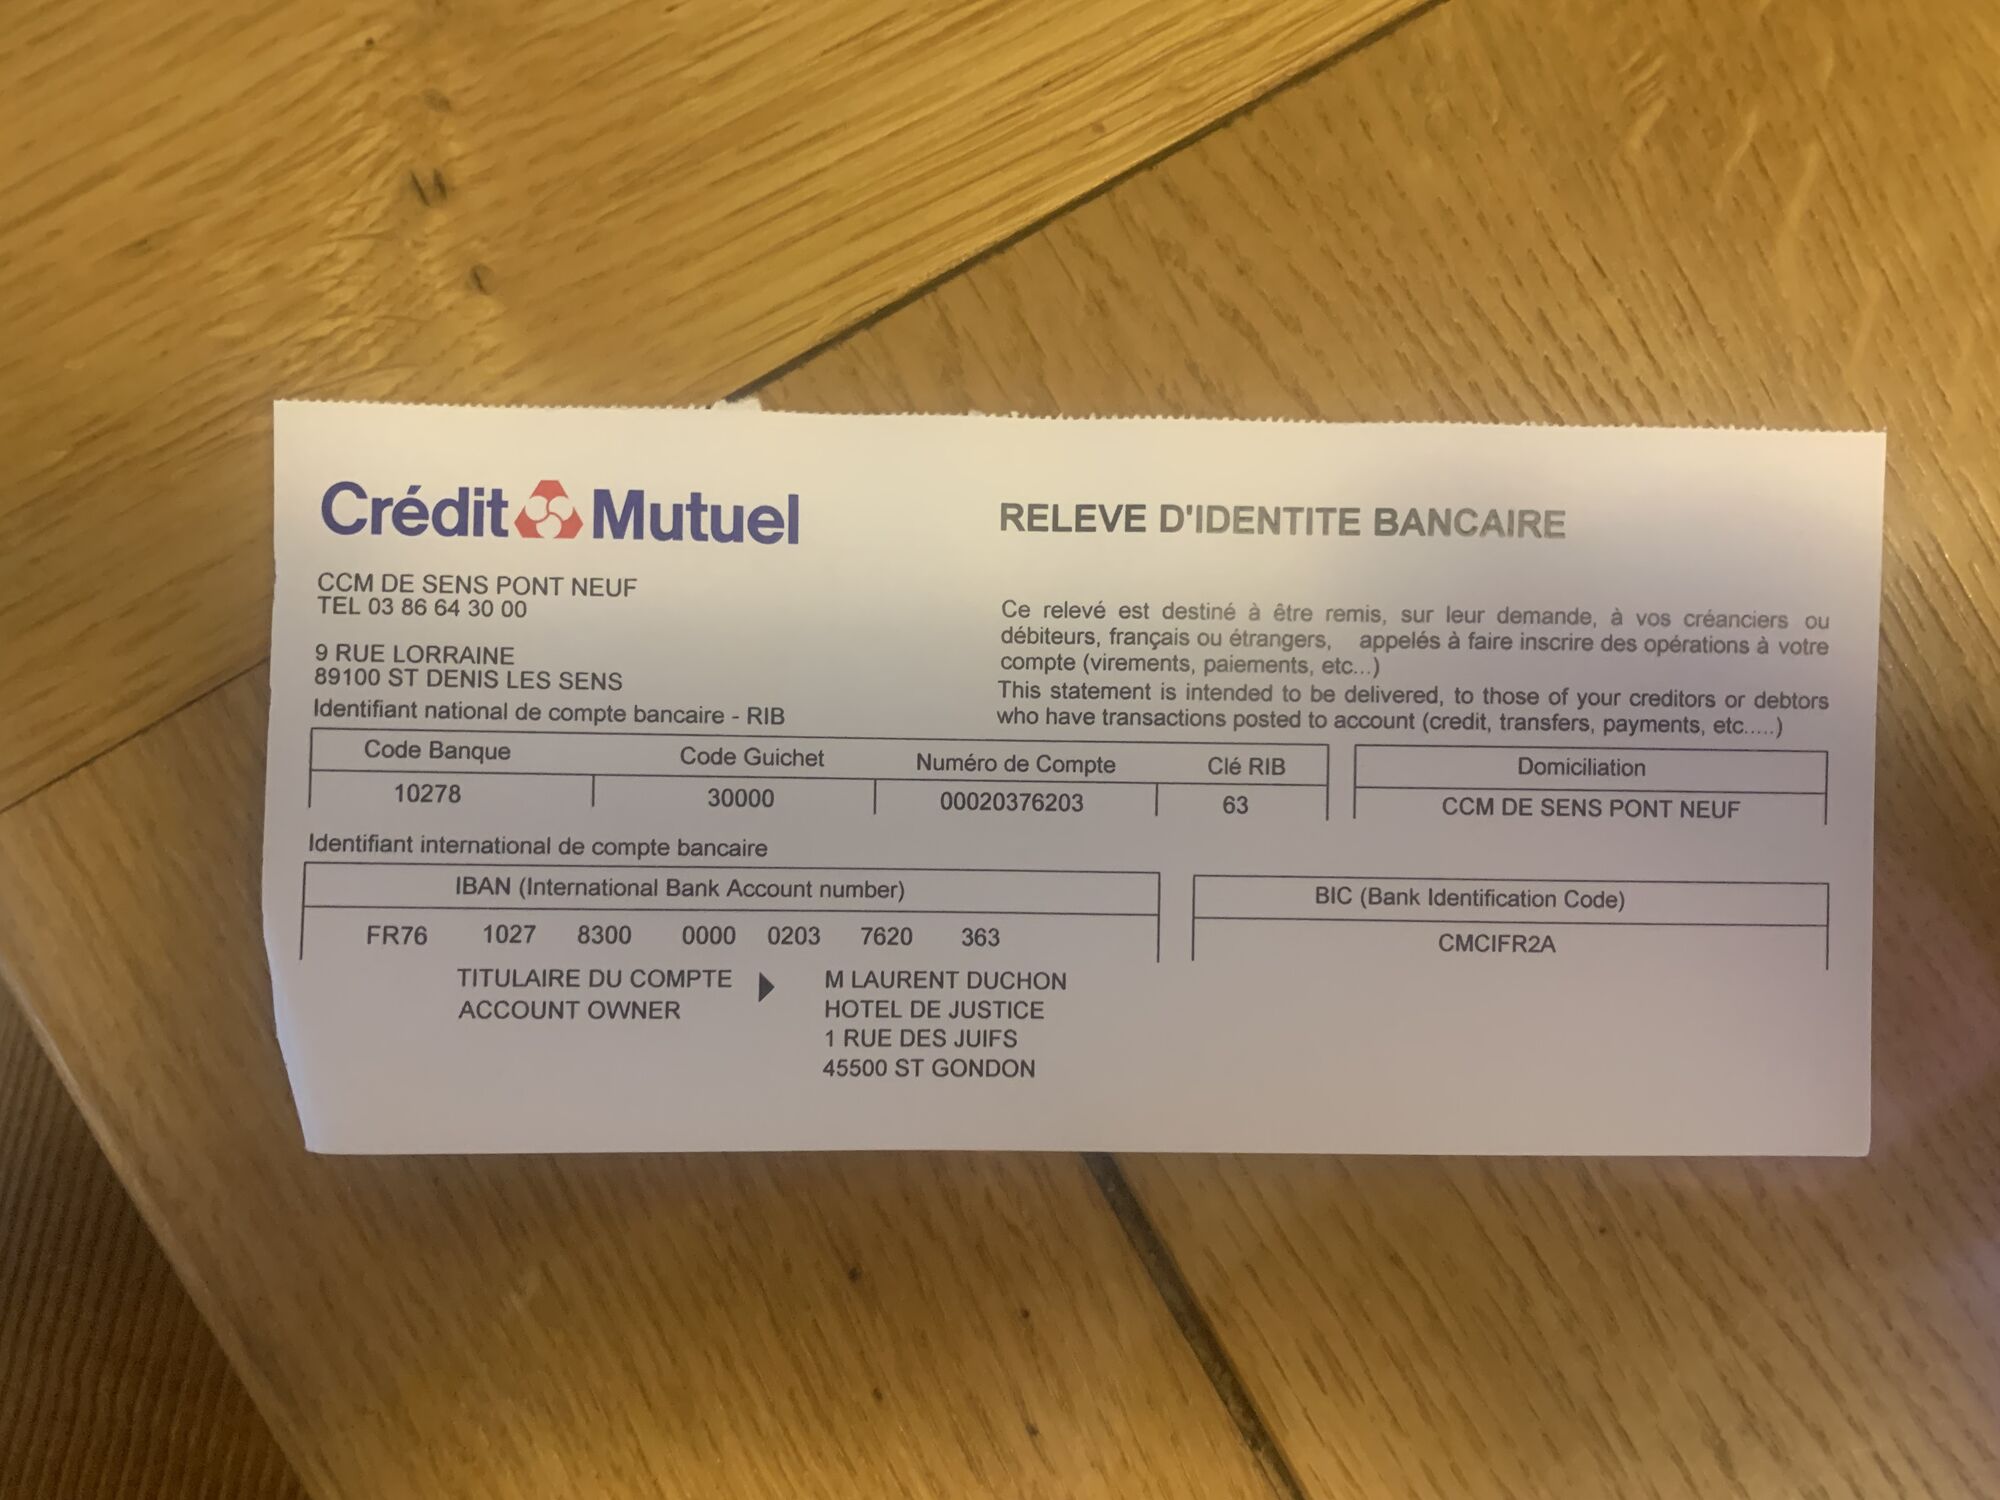 Crédit Mutuel
RELEVE D'IDENTITE BANCAIRE
CCM DE SENS PONT NEUF
TEL 03 86 64 30 00
9 RUE LORRAINE
89100 ST DENIS LES SENS
Ce relevé est destiné à être remis, sur leur demande, à vos créanciers ou
débiteurs, français ou étrangers, appelés à faire inscrire des opérations à votre
compte (virements, paiements, etc...)
This statement is intended to be delivered, to those of your creditors or debtors
who have transactions posted to account (credit, transfers, payments, etc.....)
Identifiant national de compte bancaire - RIB
Code Banque Code Guichet Numéro de Compte Clé RIB Domiciliation
10278 30000 00020376203 63 CCM DE SENS PONT NEUF
Identifiant international de compte bancaire
IBAN (International Bank Account number) BIC (Bank Identification Code)
FR76 1027 8300 0000 0203 7620 363 CMCIFR2A
TITULAIRE DU COMPTE M LAURENT DUCHON
ACCOUNT OWNER HOTEL DE JUSTICE
1 RUE DES JUIFS
45500 ST GONDON